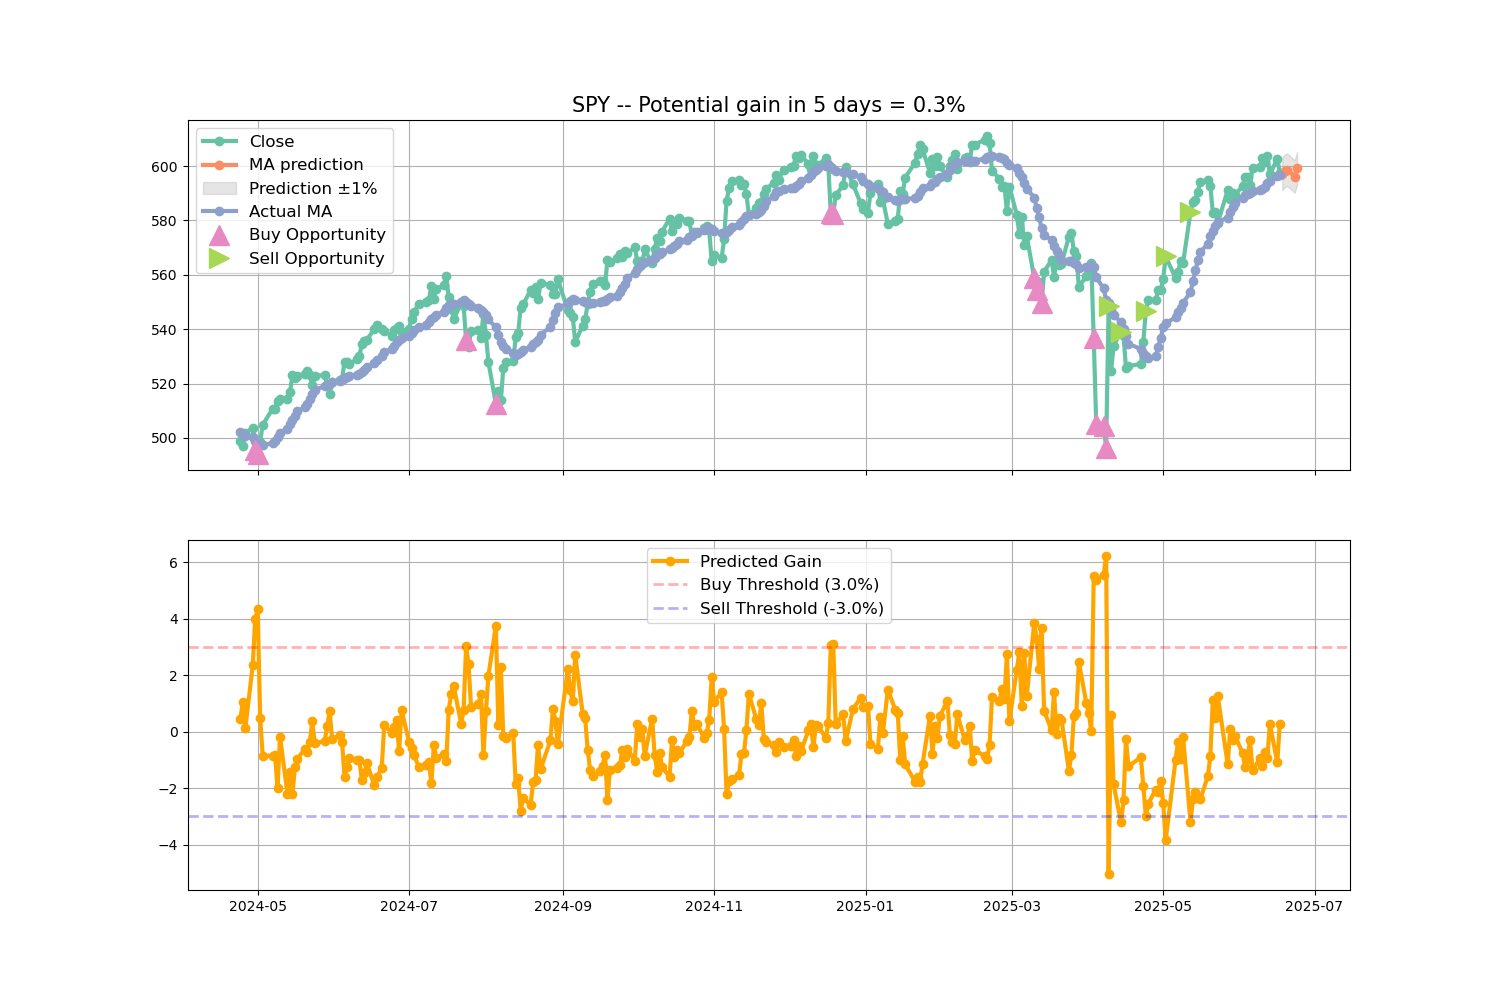 SPY -- Potential gain in 5 days = 0.3%
Close
MA prediction
Prediction ±1%
Actual MA
Buy Opportunity
Sell Opportunity
600
580
560
540
520
500
Predicted Gain
Buy Threshold (3.0%)
Sell Threshold (-3.0%)
6
4
2
0
−2
−4
2024-05
2024-07
2024-09
2024-11
2025-01
2025-03
2025-05
2025-07